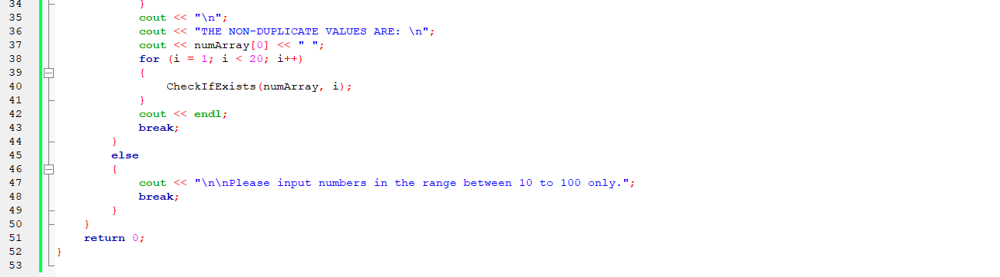 34 }
35 cout << "\n";
36 cout << "THE NON-DUPLICATE VALUES ARE: \n";
37 cout << numArray[0] << " ";
38 for (i = 1; i < 20; i++)
39 {
40 CheckIfExists(numArray, i);
41 }
42 cout << endl;
43 break;
44 }
45 else
46 {
47 cout << "\n\nPlease input numbers in the range between 10 to 100 only.";
48 break;
49 }
50 }
51 return 0;
52 }
53